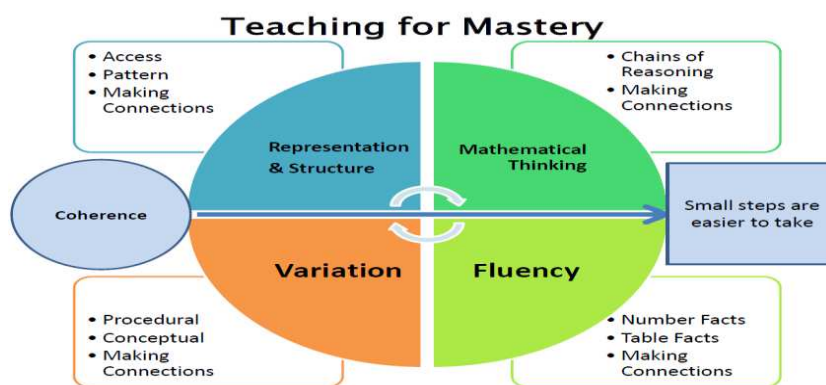 Teaching for Mastery
• Access
• Pattern
• Making
Connections
• Chains of
Reasoning
• Making
Connections
Representation
& Structure
Mathematical
Thinking
Coherence
Small steps are
easier to take
Variation
Fluency
• Procedural
• Conceptual
• Making
Connections
• Number Facts
• Table Facts
• Making
Connections